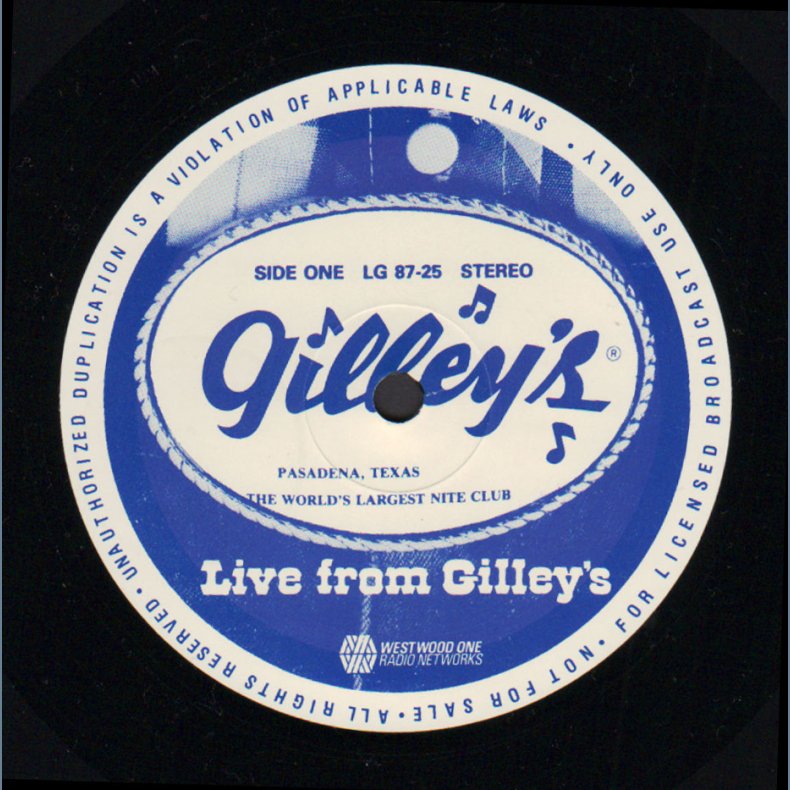 SIDE ONE LG 87-25 STEREO
Gilley's ®
PASADENA, TEXAS
THE WORLD'S LARGEST NITE CLUB
Live from Gilley's
WESTWOOD ONE
RADIO NETWORKS
UNAUTHORIZED DUPLICATION IS A VIOLATION OF APPLICABLE LAWS • FOR LICENSED BROADCAST USE ONLY • NOT FOR SALE • ALL RIGHTS RESERVED •